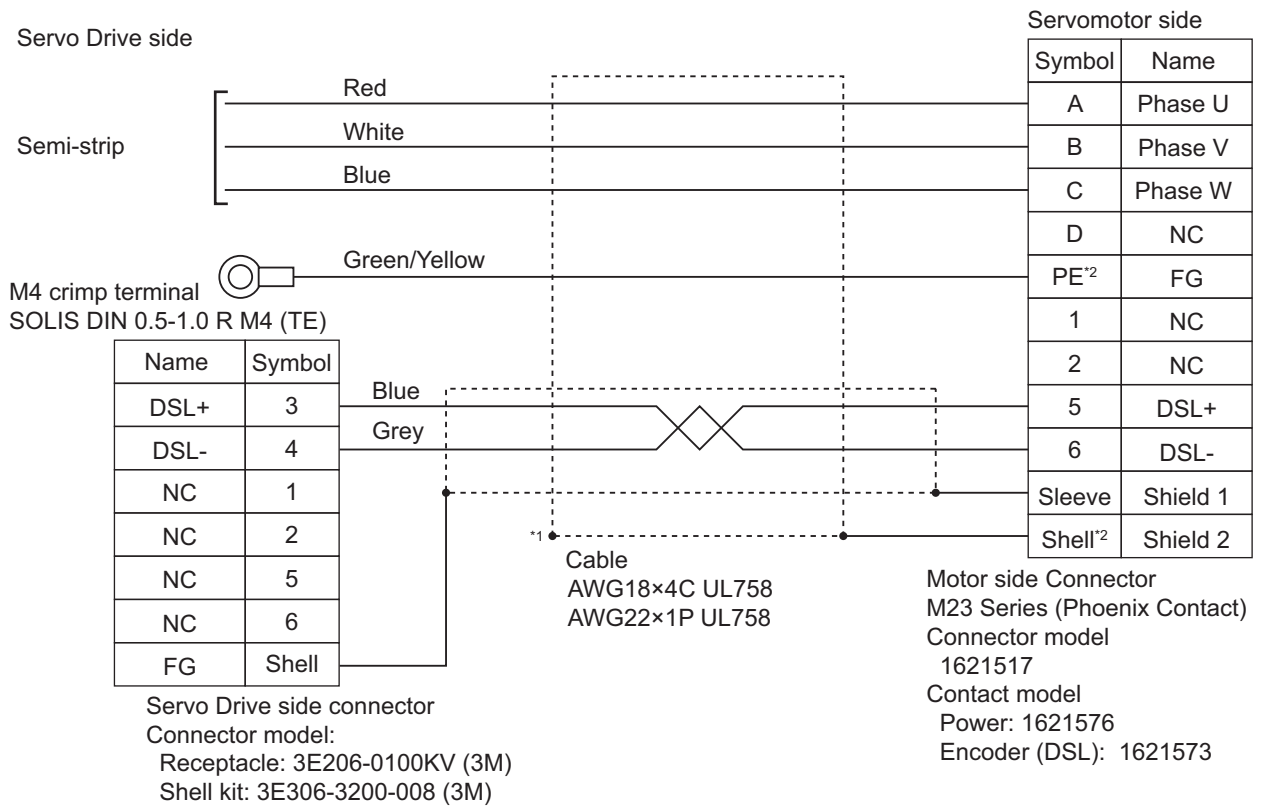 Servo Drive side
Servomotor side
Symbol Name
A Phase U
B Phase V
C Phase W
D NC
PE*2 FG
1 NC
2 NC
5 DSL+
6 DSL-
Sleeve Shield 1
Shell*2 Shield 2
Semi-strip
Red
White
Blue
Green/Yellow
M4 crimp terminal
SOLIS DIN 0.5-1.0 R M4 (TE)
Name Symbol
DSL+ 3
DSL- 4
NC 1
NC 2
NC 5
NC 6
FG Shell
Blue
Grey
*1
Cable
AWG18×4C UL758
AWG22×1P UL758
Servo Drive side connector
Connector model:
Receptacle: 3E206-0100KV (3M)
Shell kit: 3E306-3200-008 (3M)
Motor side Connector
M23 Series (Phoenix Contact)
Connector model
1621517
Contact model
Power: 1621576
Encoder (DSL): 1621573